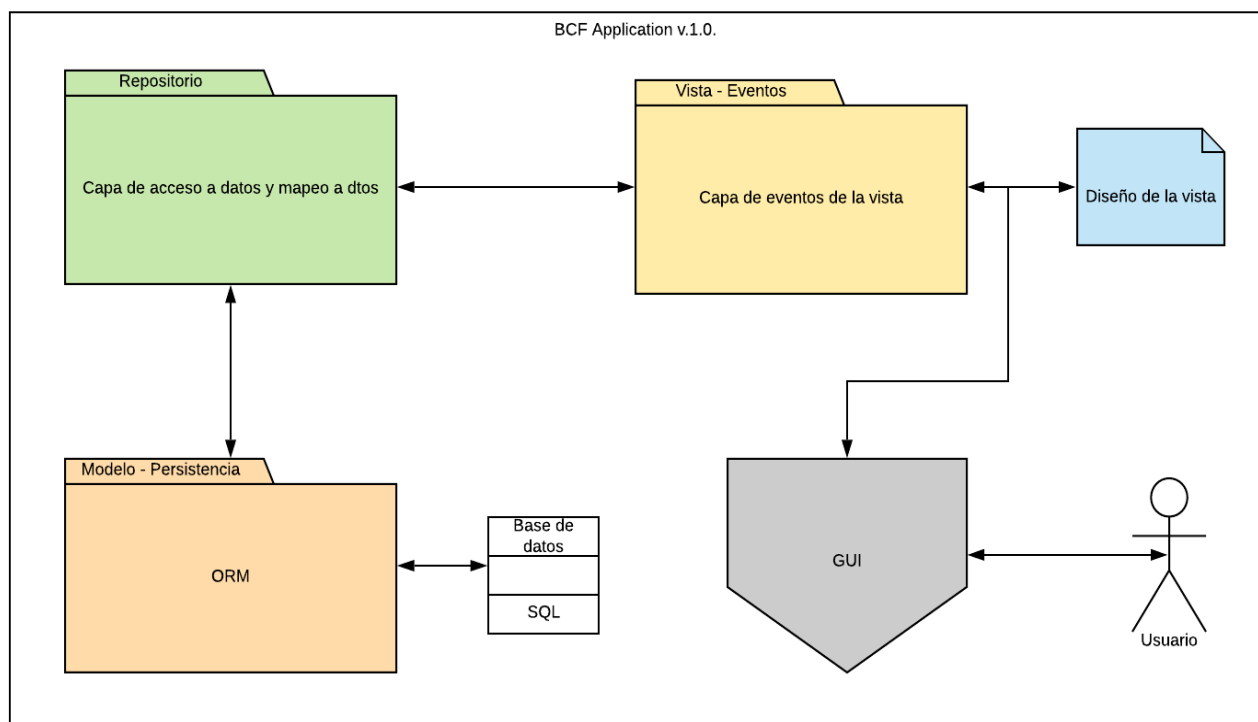 BCF Application v.1.0.
Repositorio
Capa de acceso a datos y mapeo a dtos
Vista - Eventos
Capa de eventos de la vista
Diseño de la vista
Modelo - Persistencia
ORM
Base de
datos
SQL
GUI
Usuario